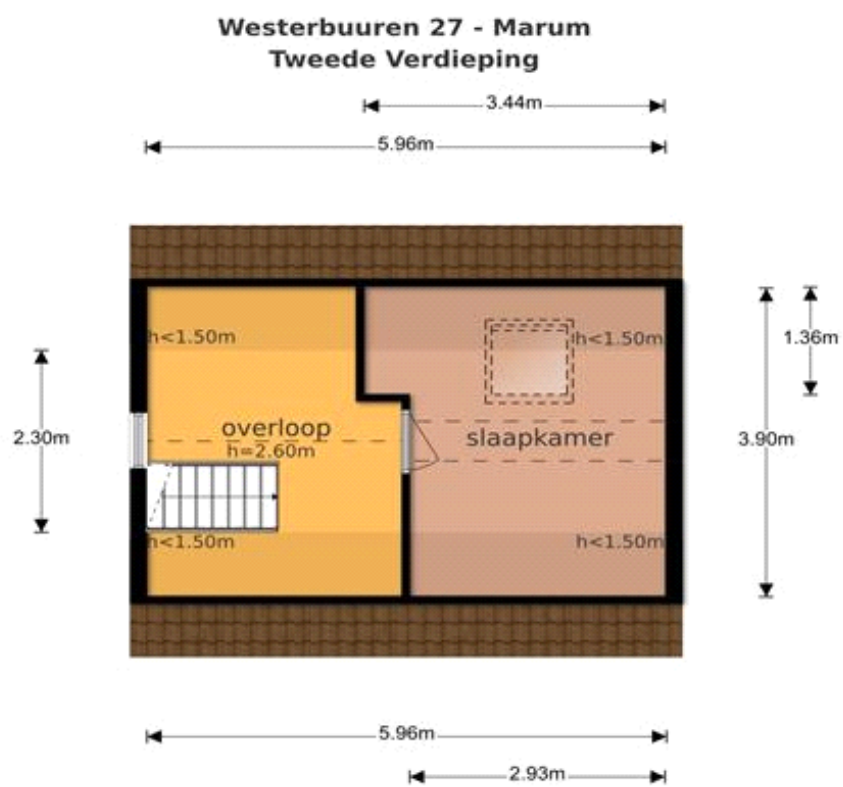 Westerbuuren 27 - Marum
Tweede Verdieping
3.44m
5.96m
h<1.50m
h<1.50m
1.36m
2.30m
overloop
h=2.60m
slaapkamer
3.90m
h<1.50m
h<1.50m
5.96m
2.93m